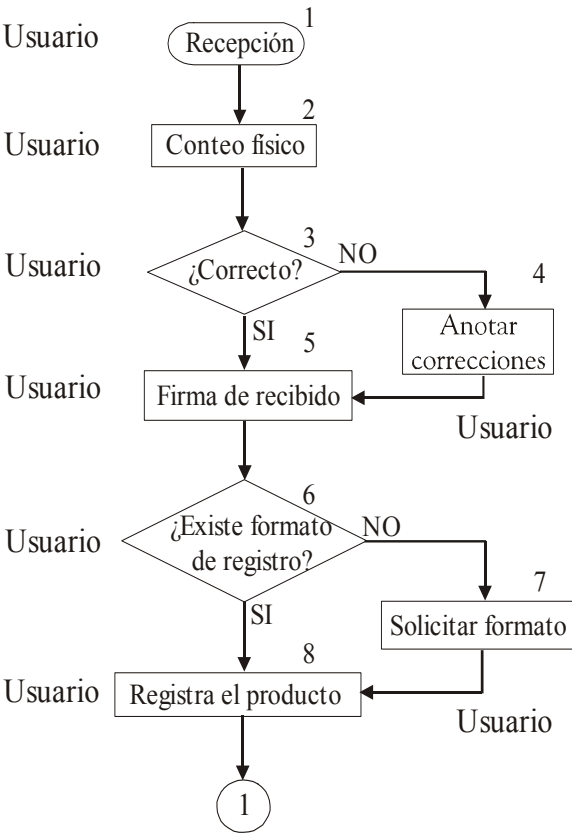 1
Usuario
Recepción
2
Usuario
Conteo físico
3
NO
Usuario
¿Correcto?
4
SI
5
Anotar
correcciones
Usuario
Firma de recibido
Usuario
6
¿Existe formato
de registro?
NO
Usuario
7
SI
Solicitar formato
8
Usuario
Registra el producto
Usuario
1